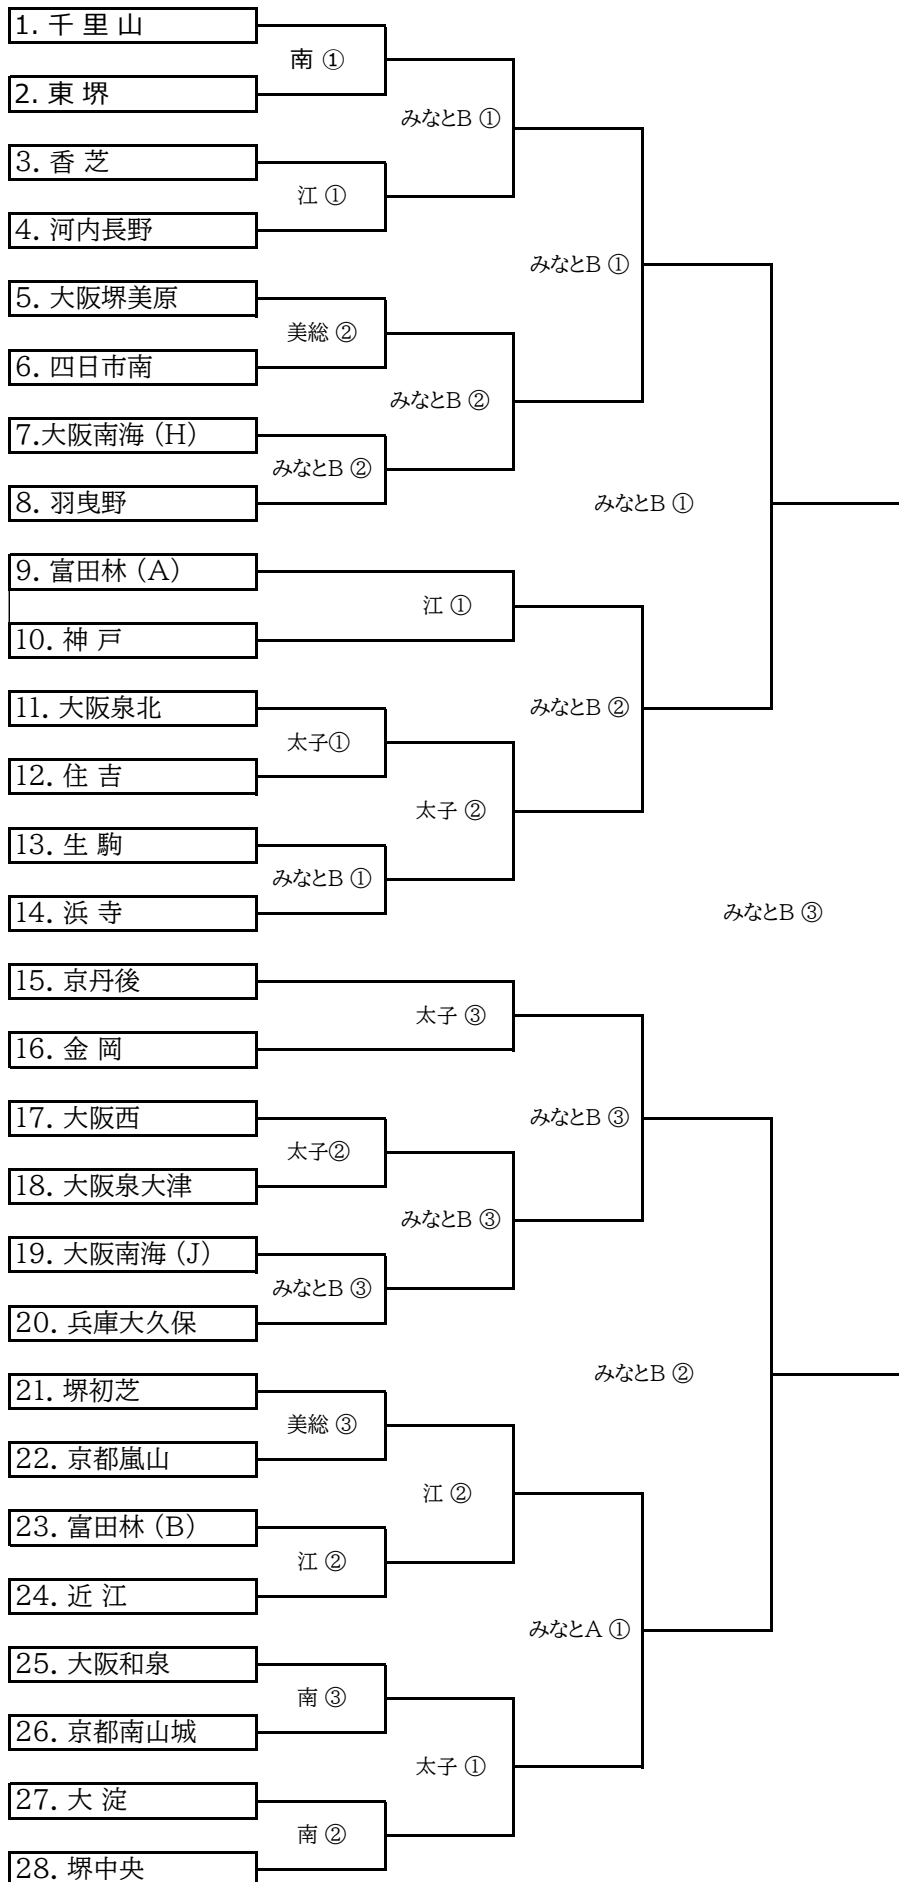 1. 千 里 山
南 ①
2. 東 堺
みなとB ①
3. 香 芝
江 ①
4. 河内長野
みなとB ①
5. 大阪堺美原
美総 ②
6. 四日市南
みなとB ②
7.大阪南海（H）
みなとB ②
8. 羽曳野
みなとB ①
9. 富田林（A）
江 ①
10. 神 戸
11. 大阪泉北
みなとB ②
太子①
12. 住 吉
太子 ②
13. 生 駒
みなとB ①
14. 浜 寺
みなとB ③
15. 京丹後
太子 ③
16. 金 岡
17. 大阪西
みなとB ③
太子②
18. 大阪泉大津
みなとB ③
19. 大阪南海（J）
みなとB ③
20. 兵庫大久保
みなとB ②
21. 堺初芝
美総 ③
22. 京都嵐山
江 ②
23. 富田林（B）
江 ②
24. 近 江
みなとA ①
25. 大阪和泉
南 ③
26. 京都南山城
太子 ①
27. 大 淀
南 ②
28. 堺中央